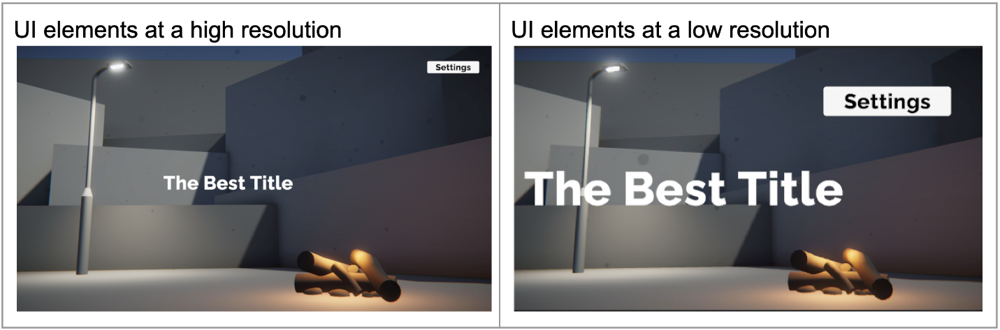 UI elements at a high resolution
Settings
The Best Title
UI elements at a low resolution
Settings
The Best Title